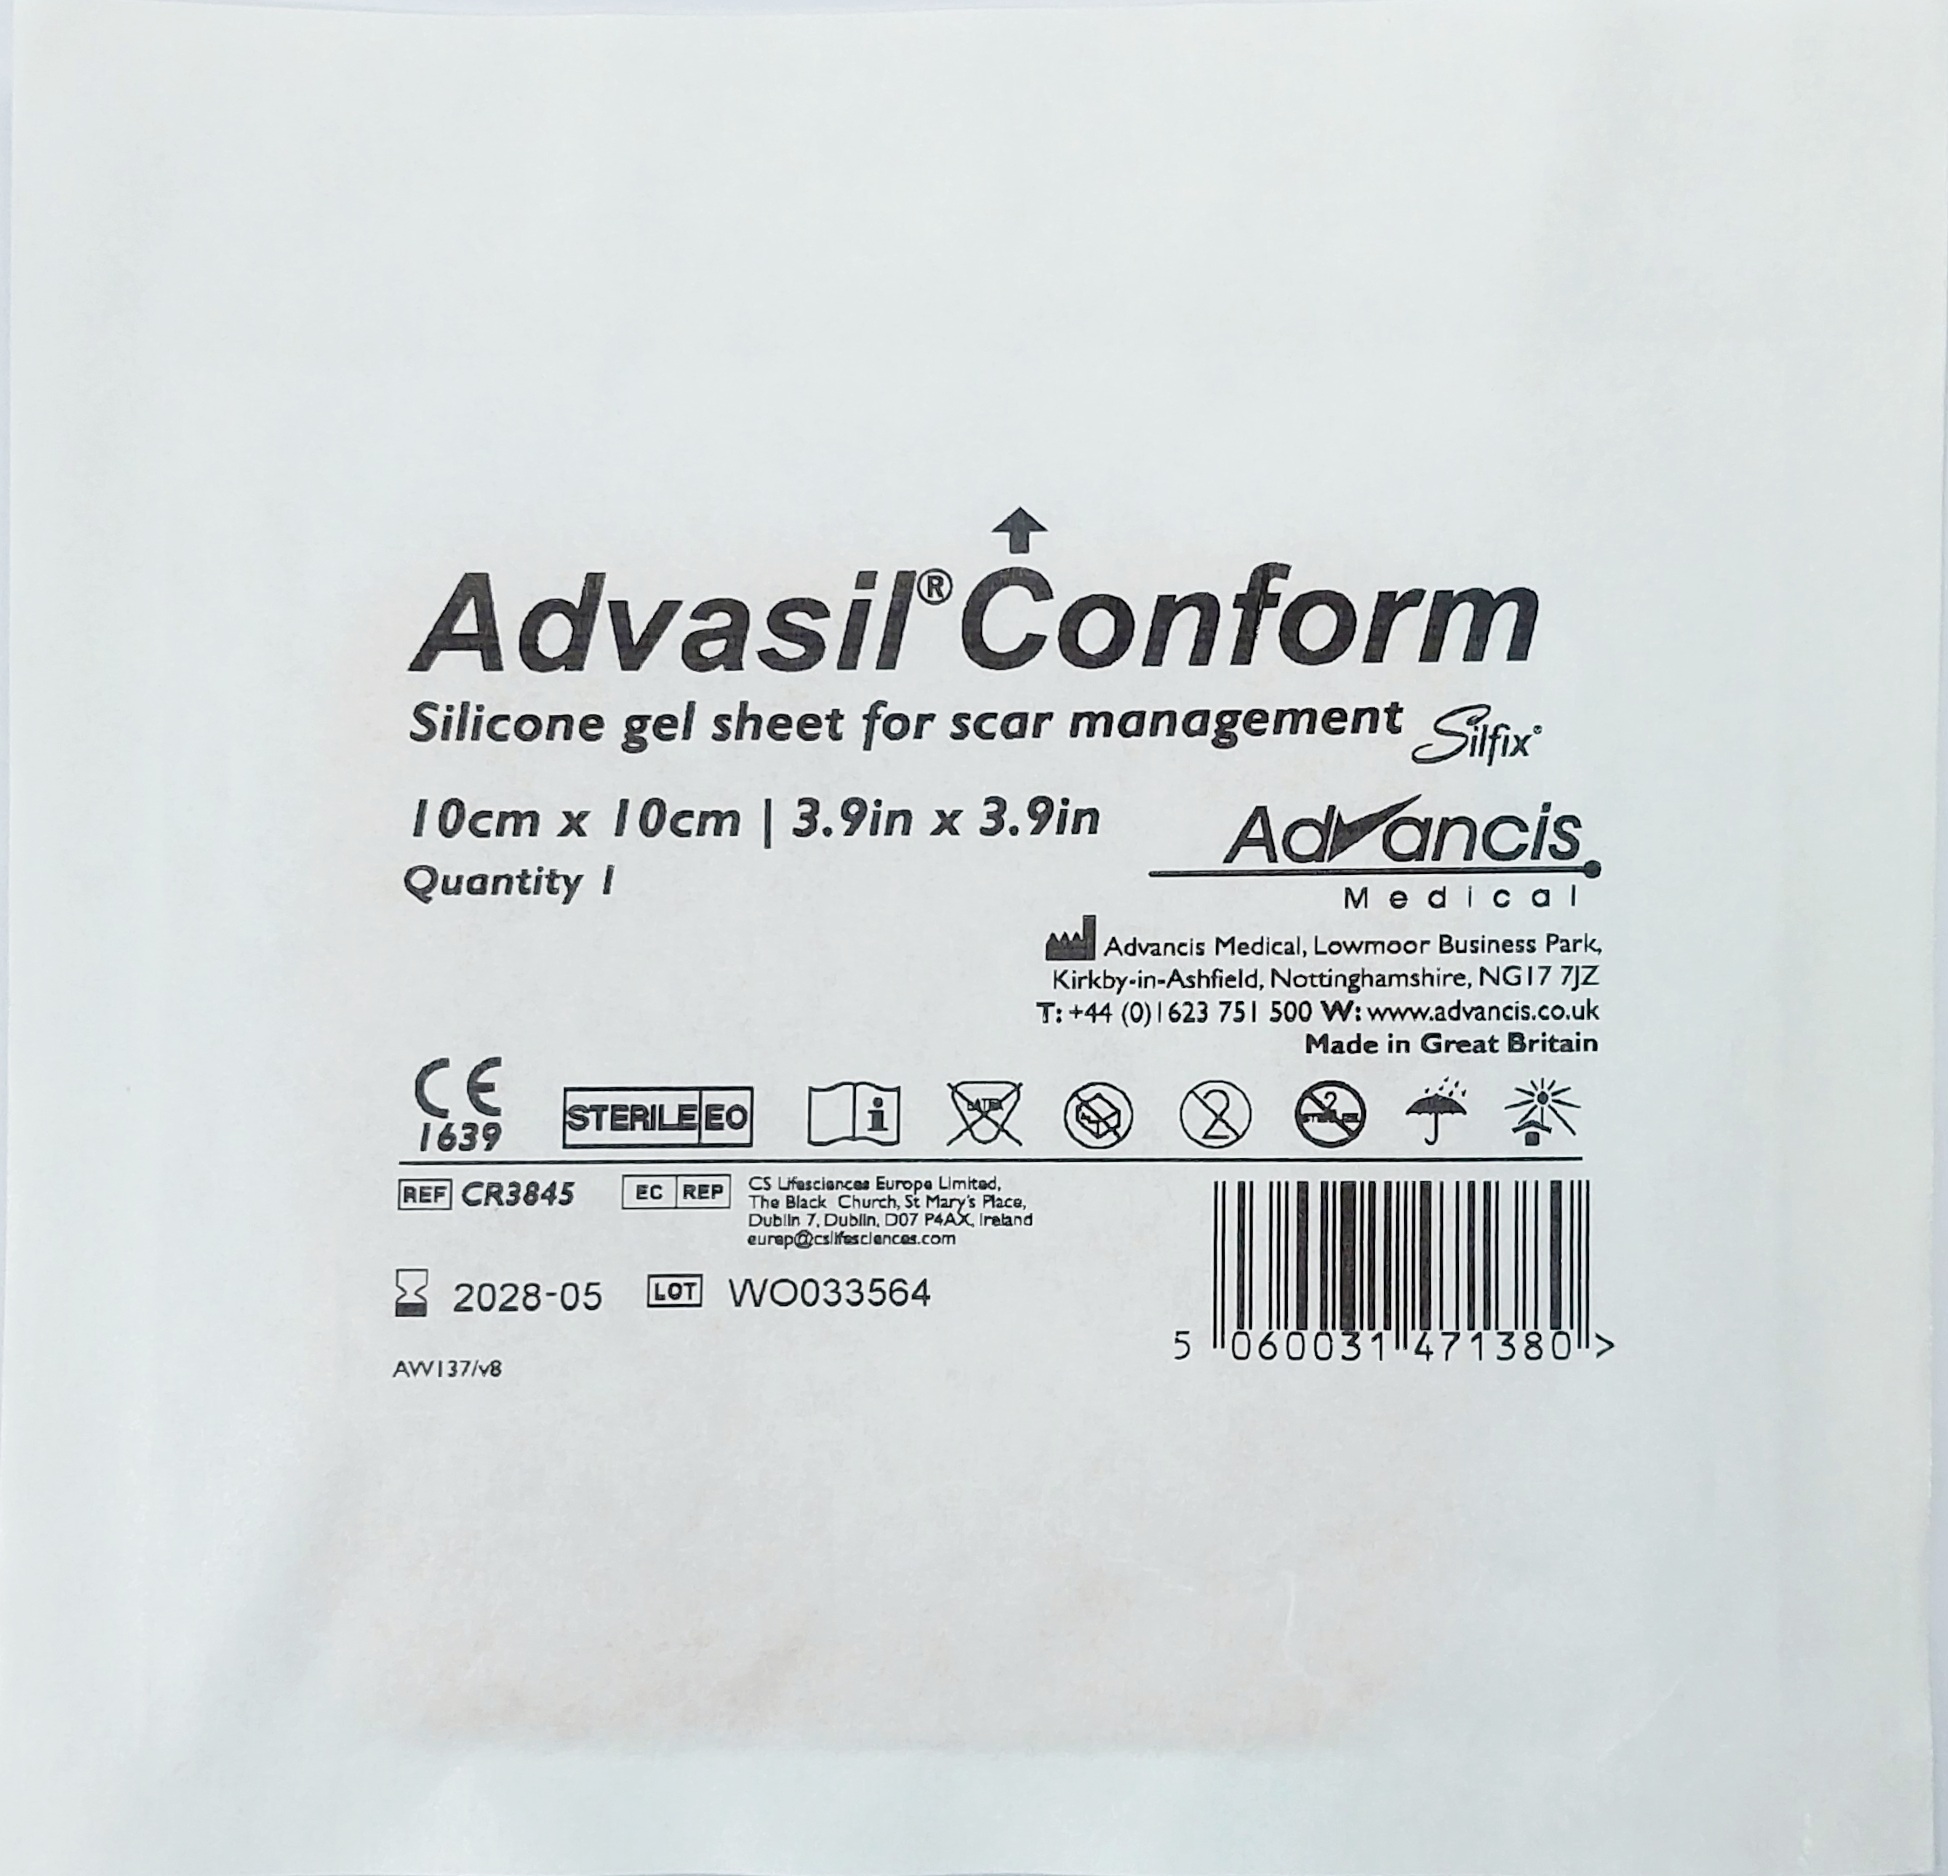 Advasil® Conform
Silicone gel sheet for scar management Silfix®
10cm x 10cm | 3.9in x 3.9in
Quantity 1
Advancis
Medical
Advancis Medical, Lowmoor Business Park,
Kirkby-in-Ashfield, Nottinghamshire, NG17 7JZ
T: +44 (0)1623 751 500 W: www.advancis.co.uk
Made in Great Britain
CE
1639
STERILE EO
i
LATEX
2
REF CR3845
EC REP
CS Lifesciences Europe Limited,
The Black Church, St Mary's Place,
Dublin 7, Dublin, D07 P4AX, Ireland
eurep@cslifesciences.com
2028-05 LOT WO033564
5 060031 471380 >
AW137/v8